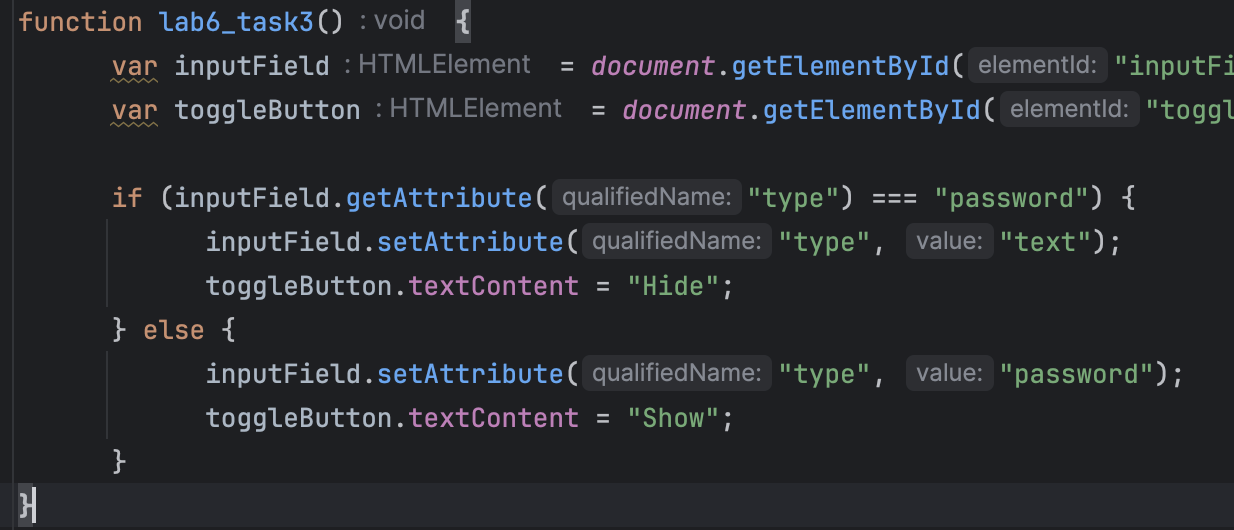 function lab6_task3() : void {
var inputField : HTMLElement = document.getElementById( elementId: "inputFi
var toggleButton : HTMLElement = document.getElementById( elementId: "toggl
if (inputField.getAttribute( qualifiedName: "type") === "password") {
inputField.setAttribute( qualifiedName: "type", value: "text");
toggleButton.textContent = "Hide";
} else {
inputField.setAttribute( qualifiedName: "type", value: "password");
toggleButton.textContent = "Show";
}
}